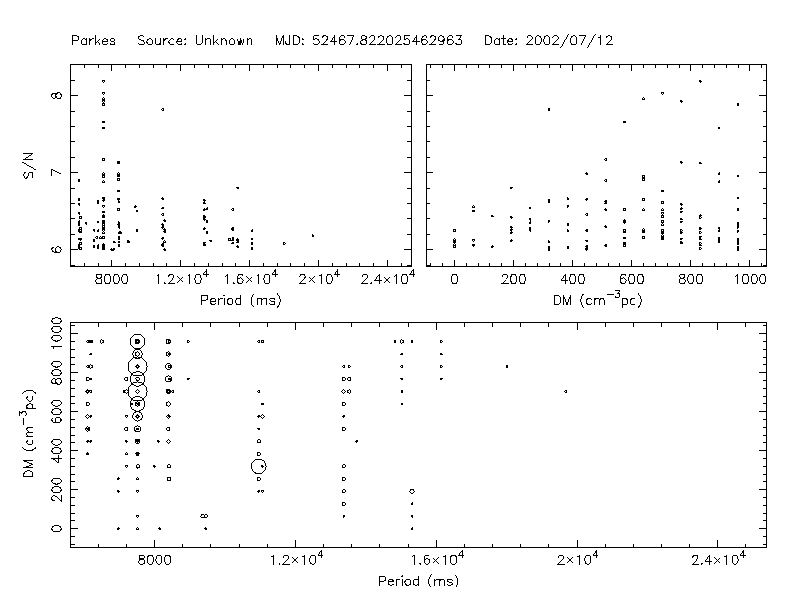 Parkes Source: Unknown MJD: 52467.822025462963 Date: 2002/07/12
S/N
8
7
6
8000 1.2×10⁴ 1.6×10⁴ 2×10⁴ 2.4×10⁴
Period (ms)
0 200 400 600 800 1000
DM (cm⁻³pc)
DM (cm⁻³pc)
1000
800
600
400
200
0
8000 1.2×10⁴ 1.6×10⁴ 2×10⁴ 2.4×10⁴
Period (ms)